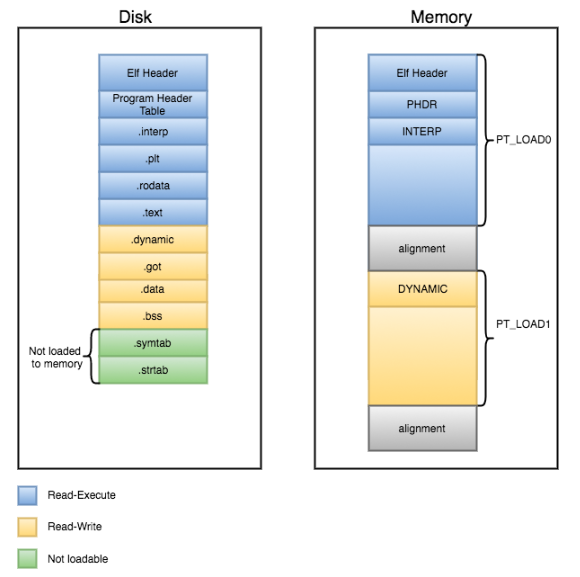 Disk
Elf Header
Program Header
Table
.interp
.plt
.rodata
.text
.dynamic
.got
.data
.bss
.symtab
.strtab
Not loaded
to memory
Memory
Elf Header
PHDR
INTERP
PT_LOAD0
alignment
DYNAMIC
PT_LOAD1
alignment
Read-Execute
Read-Write
Not loadable